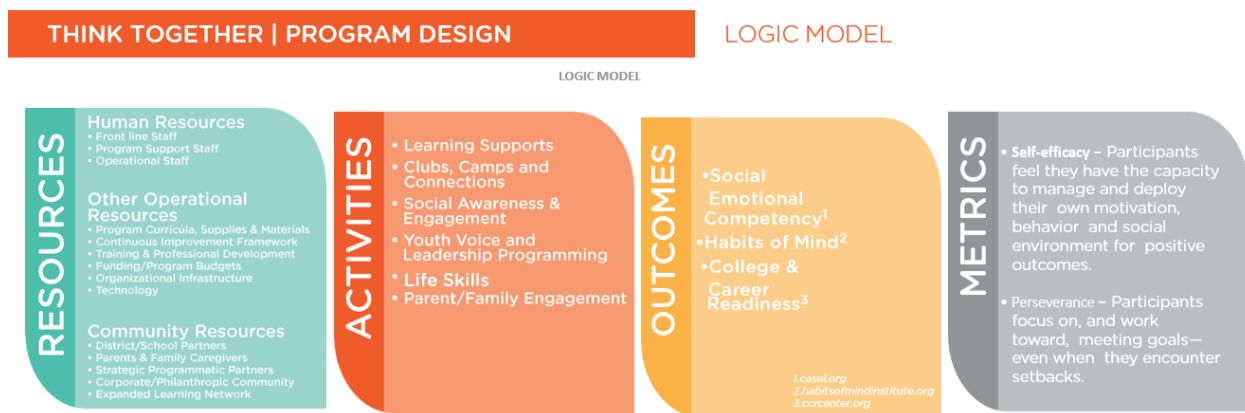 THINK TOGETHER | PROGRAM DESIGN
LOGIC MODEL
LOGIC MODEL
RESOURCES
Human Resources
• Front line Staff
• Program Support Staff
• Operational Staff
Other Operational
Resources
• Program Curricula, Supplies & Materials
• Continuous Improvement Framework
• Training & Professional Development
• Funding/Program Budgets
• Organizational Infrastructure
• Technology
Community Resources
• District/School Partners
• Parents & Family Caregivers
• Strategic Programmatic Partners
• Corporate/Philanthropic Community
• Expanded Learning Network
ACTIVITIES
• Learning Supports
• Clubs, Camps and
Connections
• Social Awareness &
Engagement
• Youth Voice and
Leadership Programming
• Life Skills
• Parent/Family Engagement
OUTCOMES
•Social
Emotional
Competency¹
•Habits of Mind²
•College &
Career
Readiness³
1.casel.org
2.habitsofmindinstitute.org
3.ccrcenter.org
METRICS
• Self-efficacy – Participants
feel they have the capacity
to manage and deploy
their own motivation,
behavior and social
environment for positive
outcomes.
• Perseverance – Participants
focus on, and work
toward, meeting goals—
even when they encounter
setbacks.